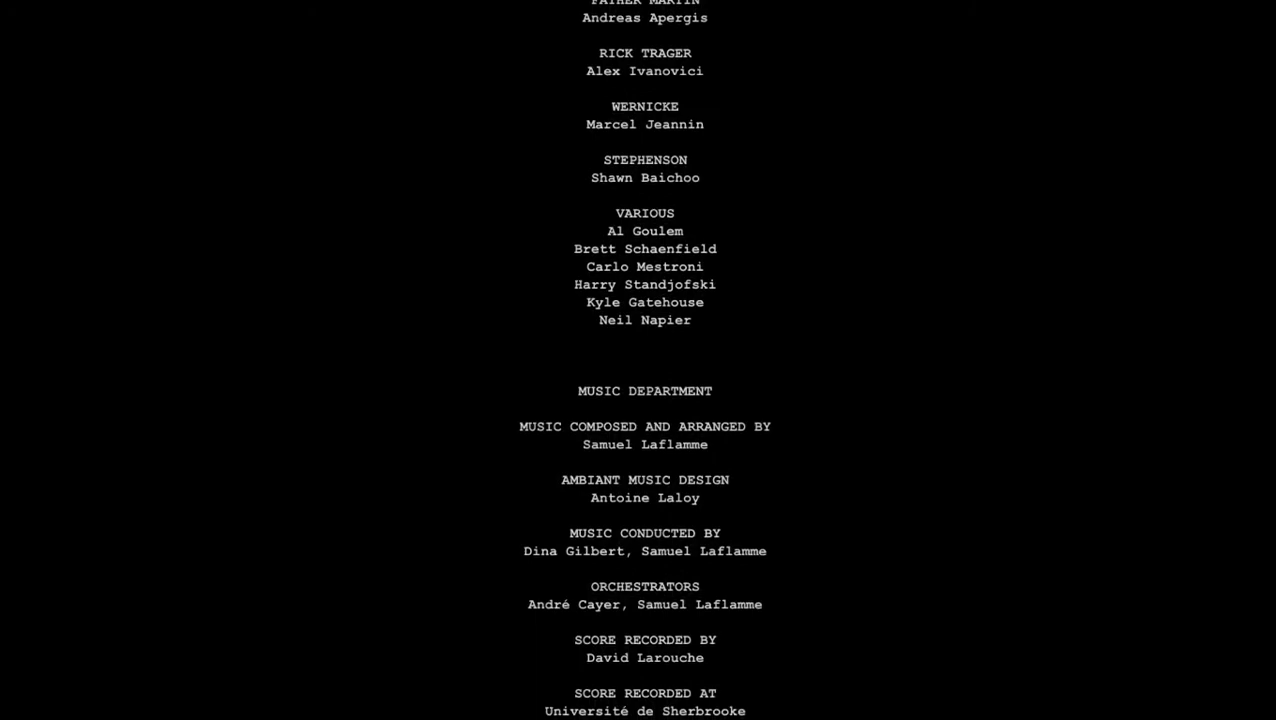 FATHER MARTIN
Andreas Apergis
RICK TRAGER
Alex Ivanovici
WERNICKE
Marcel Jeannin
STEPHENSON
Shawn Baichoo
VARIOUS
Al Goulem
Brett Schaenfield
Carlo Mestroni
Harry Standjofski
Kyle Gatehouse
Neil Napier
MUSIC DEPARTMENT
MUSIC COMPOSED AND ARRANGED BY
Samuel Laflamme
AMBIANT MUSIC DESIGN
Antoine Laloy
MUSIC CONDUCTED BY
Dina Gilbert, Samuel Laflamme
ORCHESTRATORS
André Cayer, Samuel Laflamme
SCORE RECORDED BY
David Larouche
SCORE RECORDED AT
Université de Sherbrooke